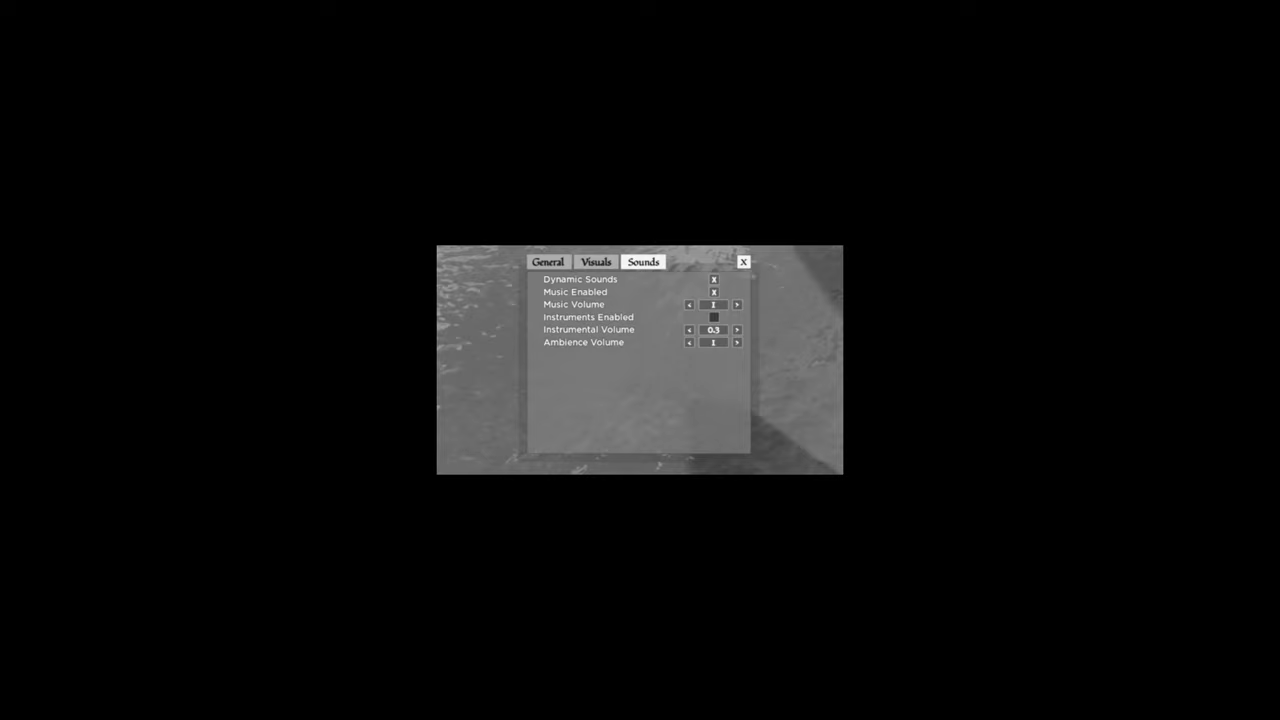 General Visuals Sounds X
Dynamic Sounds X
Music Enabled X
Music Volume < 1 >
Instruments Enabled
Instrumental Volume < 0.3 >
Ambience Volume < 1 >